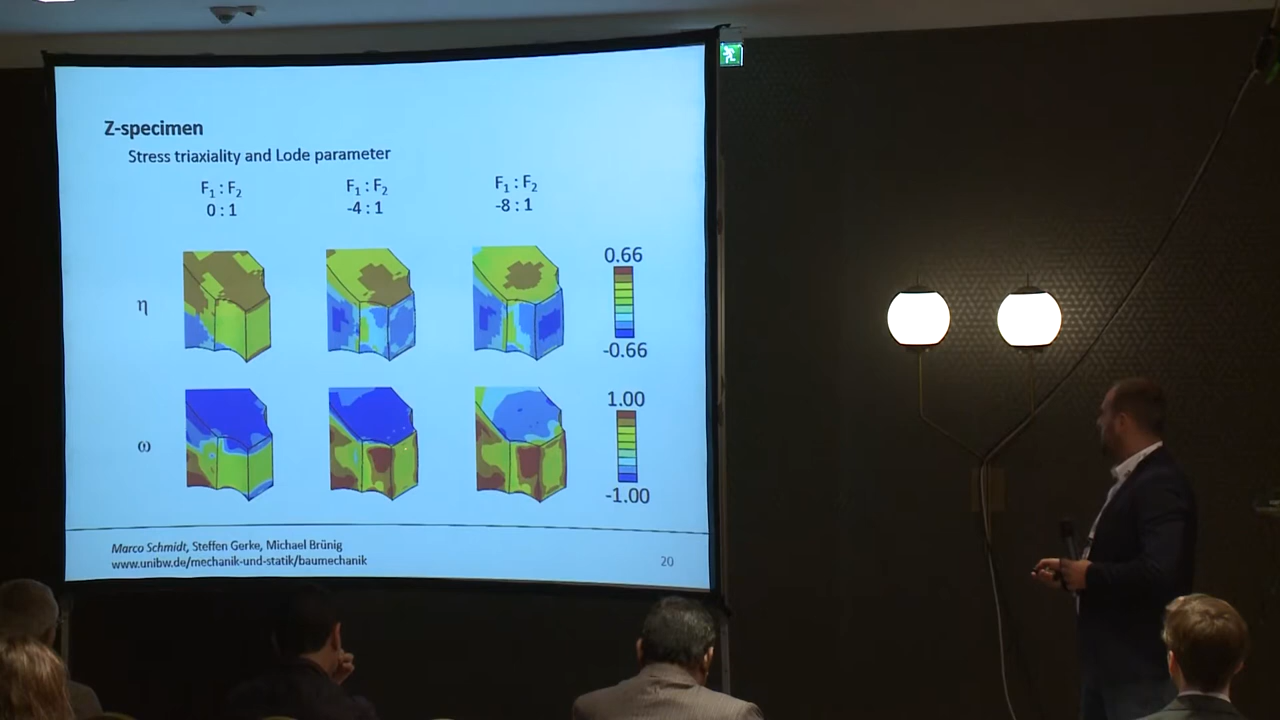 Z-specimen
Stress triaxiality and Lode parameter
F₁ : F₂ F₁ : F₂ F₁ : F₂
0 : 1 -4 : 1 -8 : 1
0.66
η
-0.66
1.00
ω
-1.00
Marco Schmidt, Steffen Gerke, Michael Brünig
www.unibw.de/mechanik-und-statik/baumechanik 20